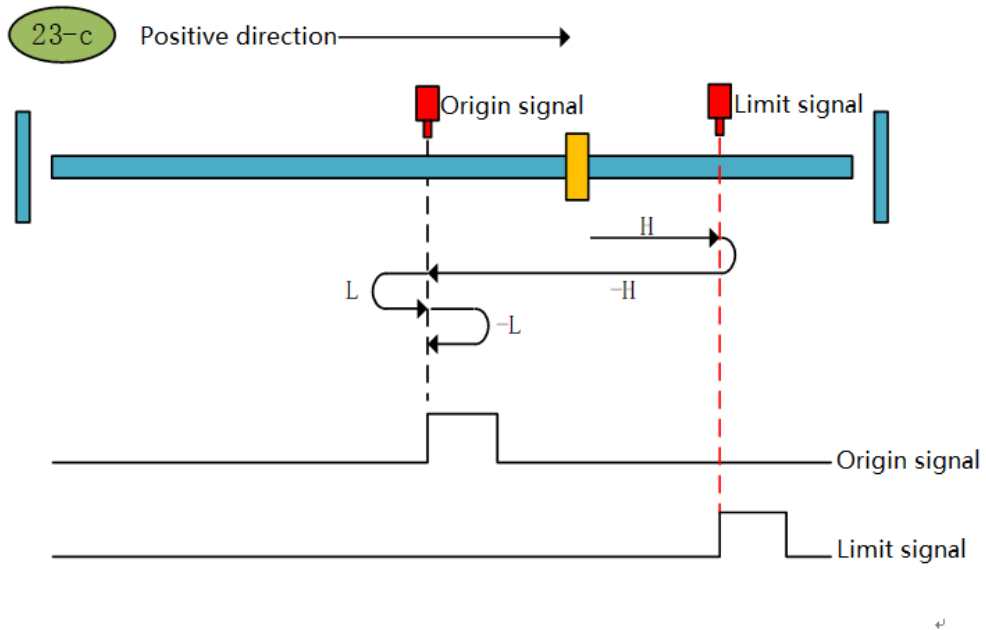 23-c
Positive direction
Origin signal
Limit signal
H
-H
L
-L
Origin signal
Limit signal